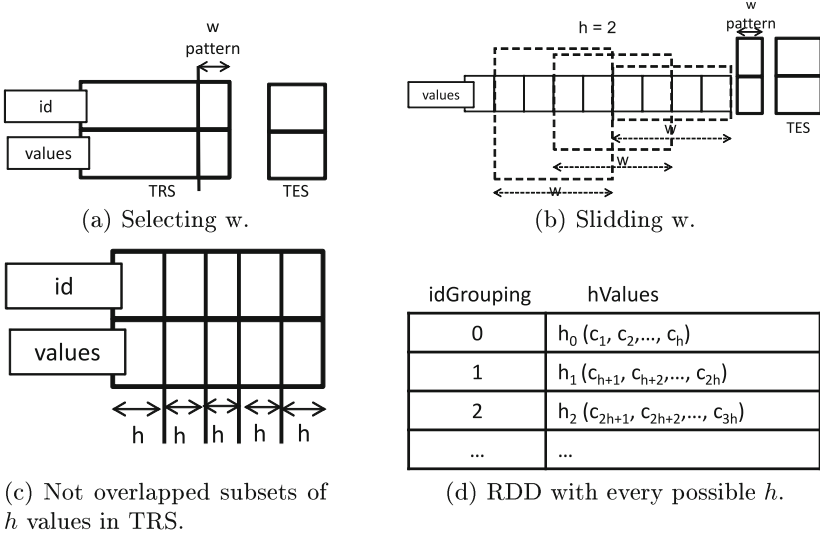 w
pattern
id
values
TRS
TES
(a) Selecting w.
h = 2
w
pattern
values
TES
w
w
w
(b) Slidding w.
id
values
h h h h h
(c) Not overlapped subsets of
h values in TRS.
idGrouping hValues
0 h₀ (c₁, c₂,..., cₕ)
1 h₁ (cₕ₊₁, cₕ₊₂,..., c₂ₕ)
2 h₂ (c₂ₕ₊₁, c₂ₕ₊₂,..., c₃ₕ)
... ...
(d) RDD with every possible h.